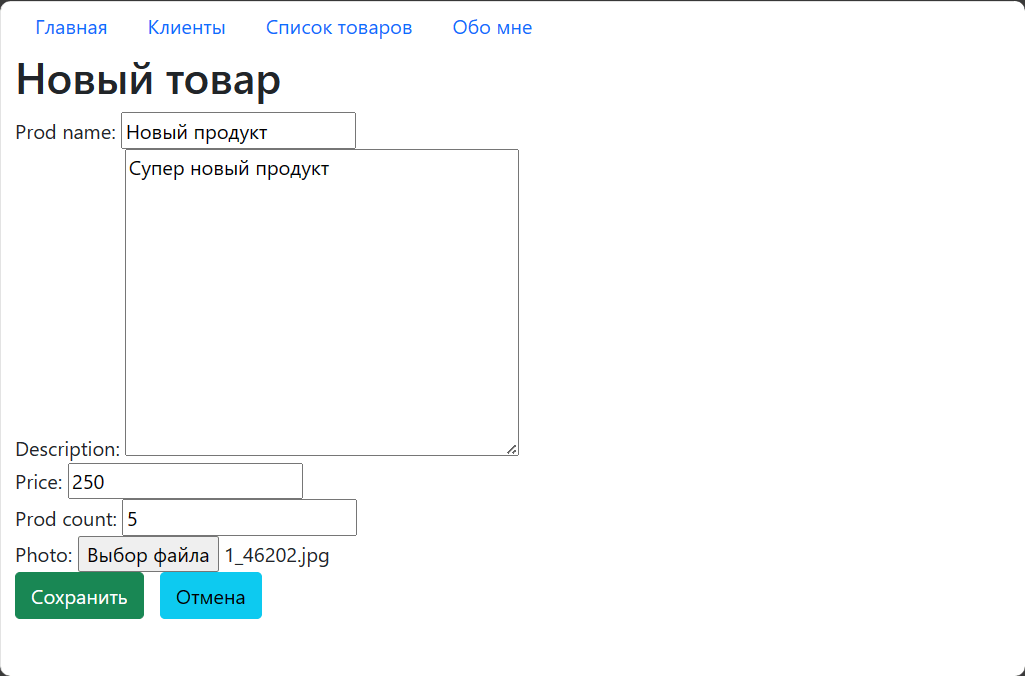 Главная Клиенты Список товаров Обо мне
Новый товар
Prod name: Новый продукт
Супер новый продукт
Description:
Price: 250
Prod count: 5
Photo: Выбор файла 1_46202.jpg
Сохранить Отмена